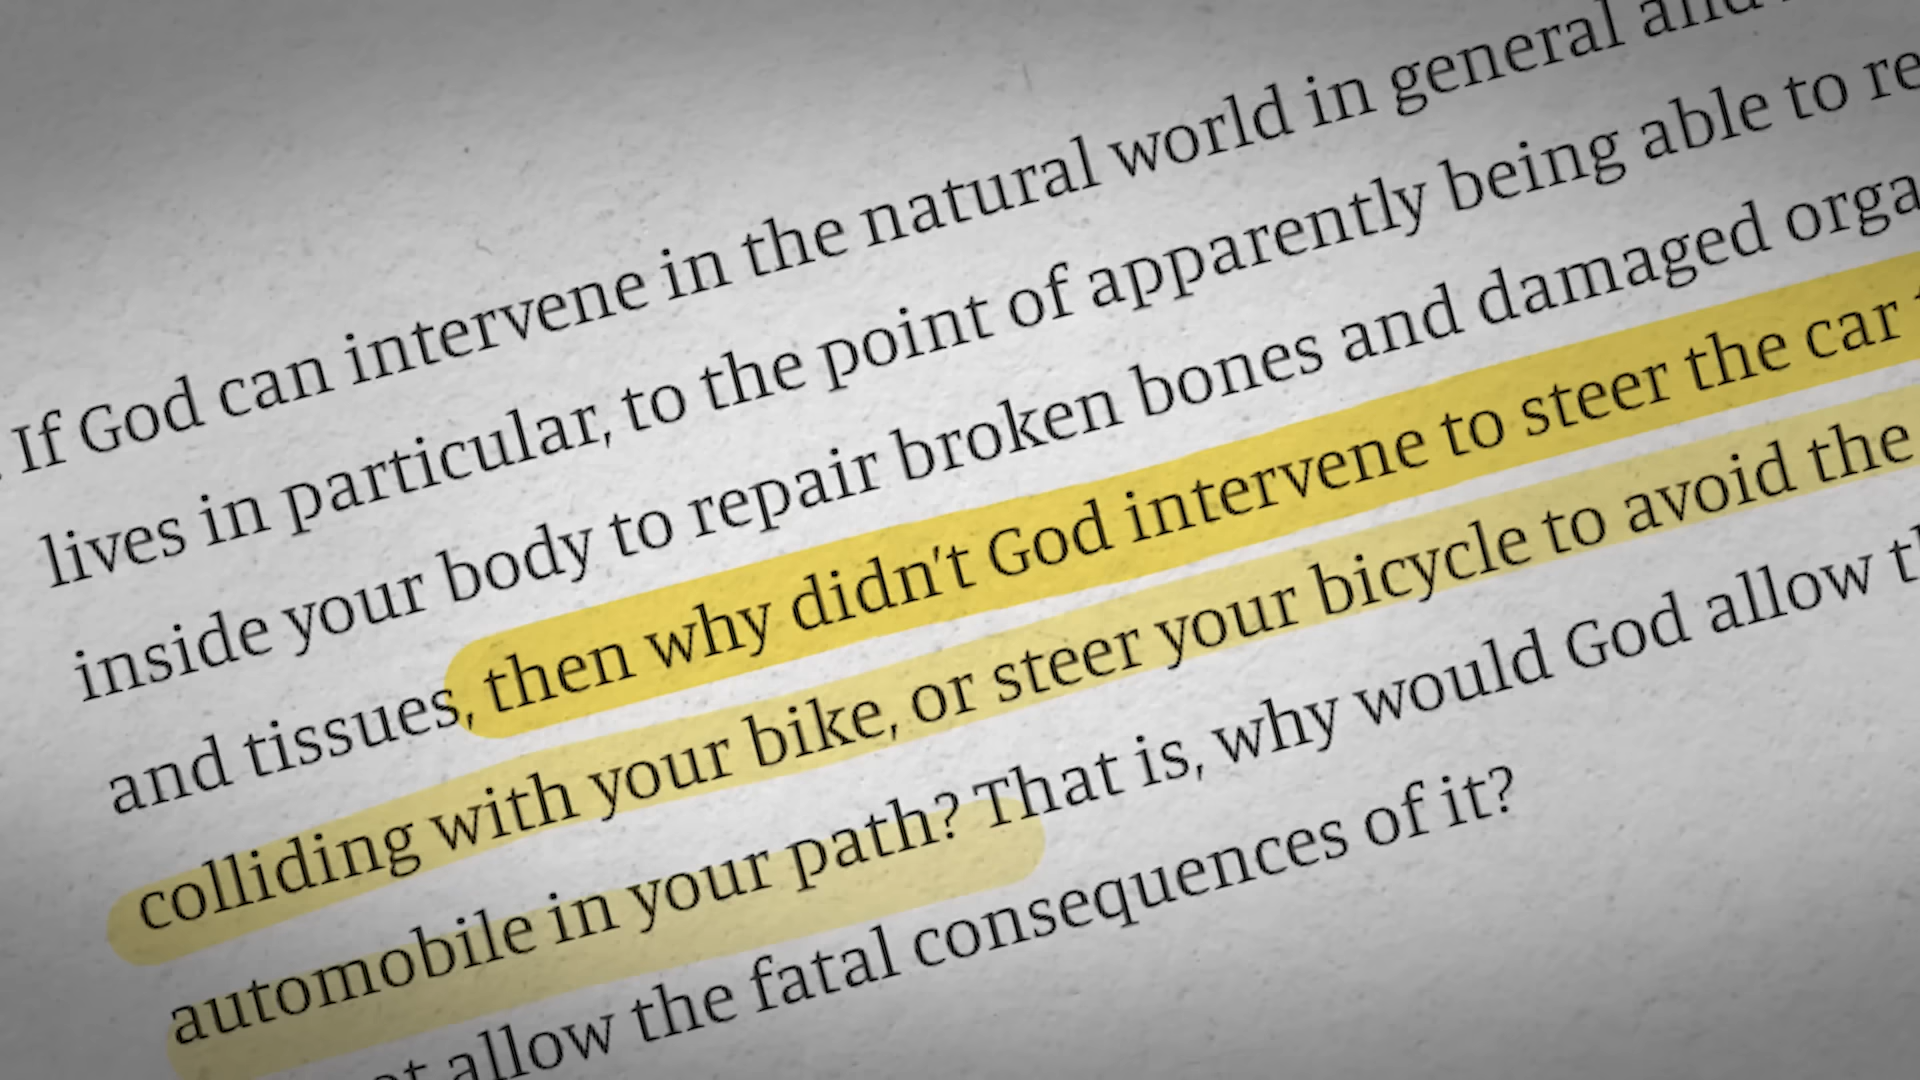 If God can intervene in the natural world in general and
lives in particular, to the point of apparently being able to
inside your body to repair broken bones and damaged
and tissues, then why didn't God intervene to steer the car
colliding with your bike, or steer your bicycle to avoid the
automobile in your path? That is, why would God allow
allow the fatal consequences of it?